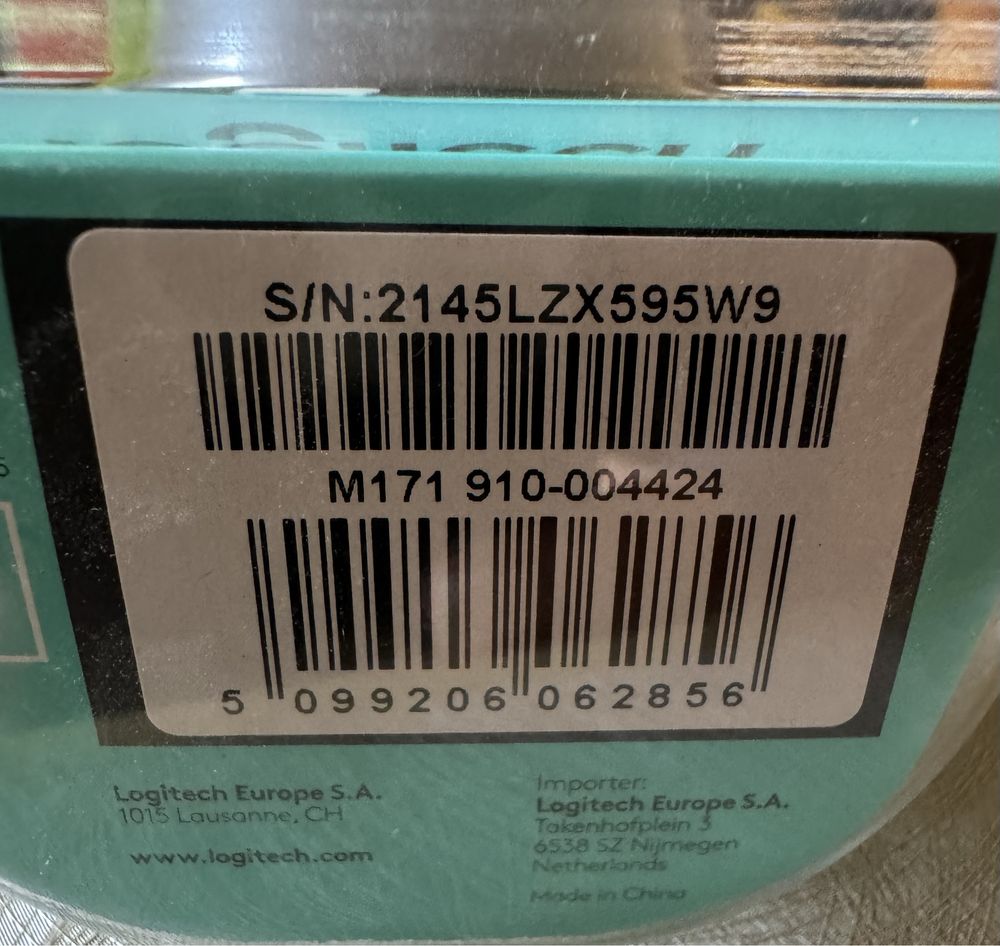 S/N:2145LZX595W9
M171 910-004424
5 099206 062856
Logitech Europe S.A.
1015 Lausanne, CH
www.logitech.com
Importer:
Logitech Europe S.A.
Takenhofplein 3
6538 SZ Nijmegen
Netherlands
Made in China